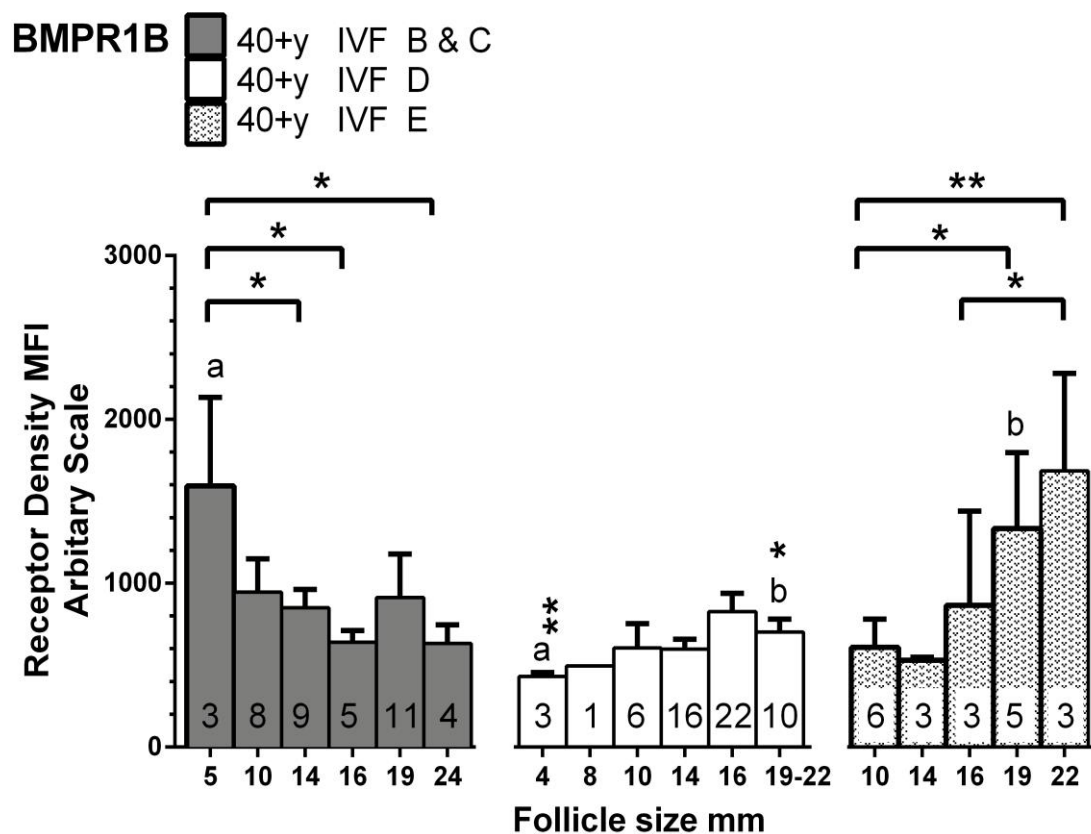 BMPR1B
40+y IVF B & C
40+y IVF D
40+y IVF E
* * * ** * *
3000
2000
1000
0
Receptor Density MFI
Arbitary Scale
a
** a
* b
b
3 8 9 5 11 4 3 1 6 16 22 10 6 3 3 5 3
5 10 14 16 19 24 4 8 10 14 16 19-22 10 14 16 19 22
Follicle size mm